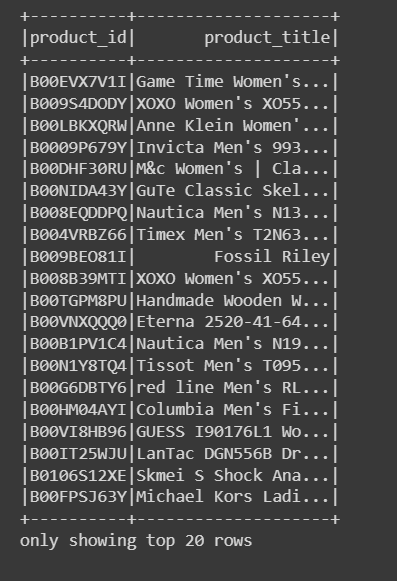 +----------+--------------------+
|product_id|       product_title|
+----------+--------------------+
|B00EVX7V1I|Game Time Women's...|
|B009S4DODY|XOXO Women's XO55...|
|B00LBKXQRW|Anne Klein Women'...|
|B0009P679Y|Invicta Men's 993...|
|B00DHF30RU|M&c Women's | Cla...|
|B00NIDA43Y|GuTe Classic Skel...|
|B008EQDDPQ|Nautica Men's N13...|
|B004VRBZ66|Timex Men's T2N63...|
|B009BEO81I|        Fossil Riley|
|B008B39MTI|XOXO Women's XO55...|
|B00TGPM8PU|Handmade Wooden W...|
|B00VNXQQQ0|Eterna 2520-41-64...|
|B00B1PV1C4|Nautica Men's N19...|
|B00N1Y8TQ4|Tissot Men's T095...|
|B00G6DBTY6|red line Men's RL...|
|B00HM04AYI|Columbia Men's Fi...|
|B00VI8HB96|GUESS I90176L1 Wo...|
|B00IT25WJU|LanTac DGN556B Dr...|
|B0106S12XE|Skmei S Shock Ana...|
|B00FPSJ63Y|Michael Kors Ladi...|
+----------+--------------------+
only showing top 20 rows